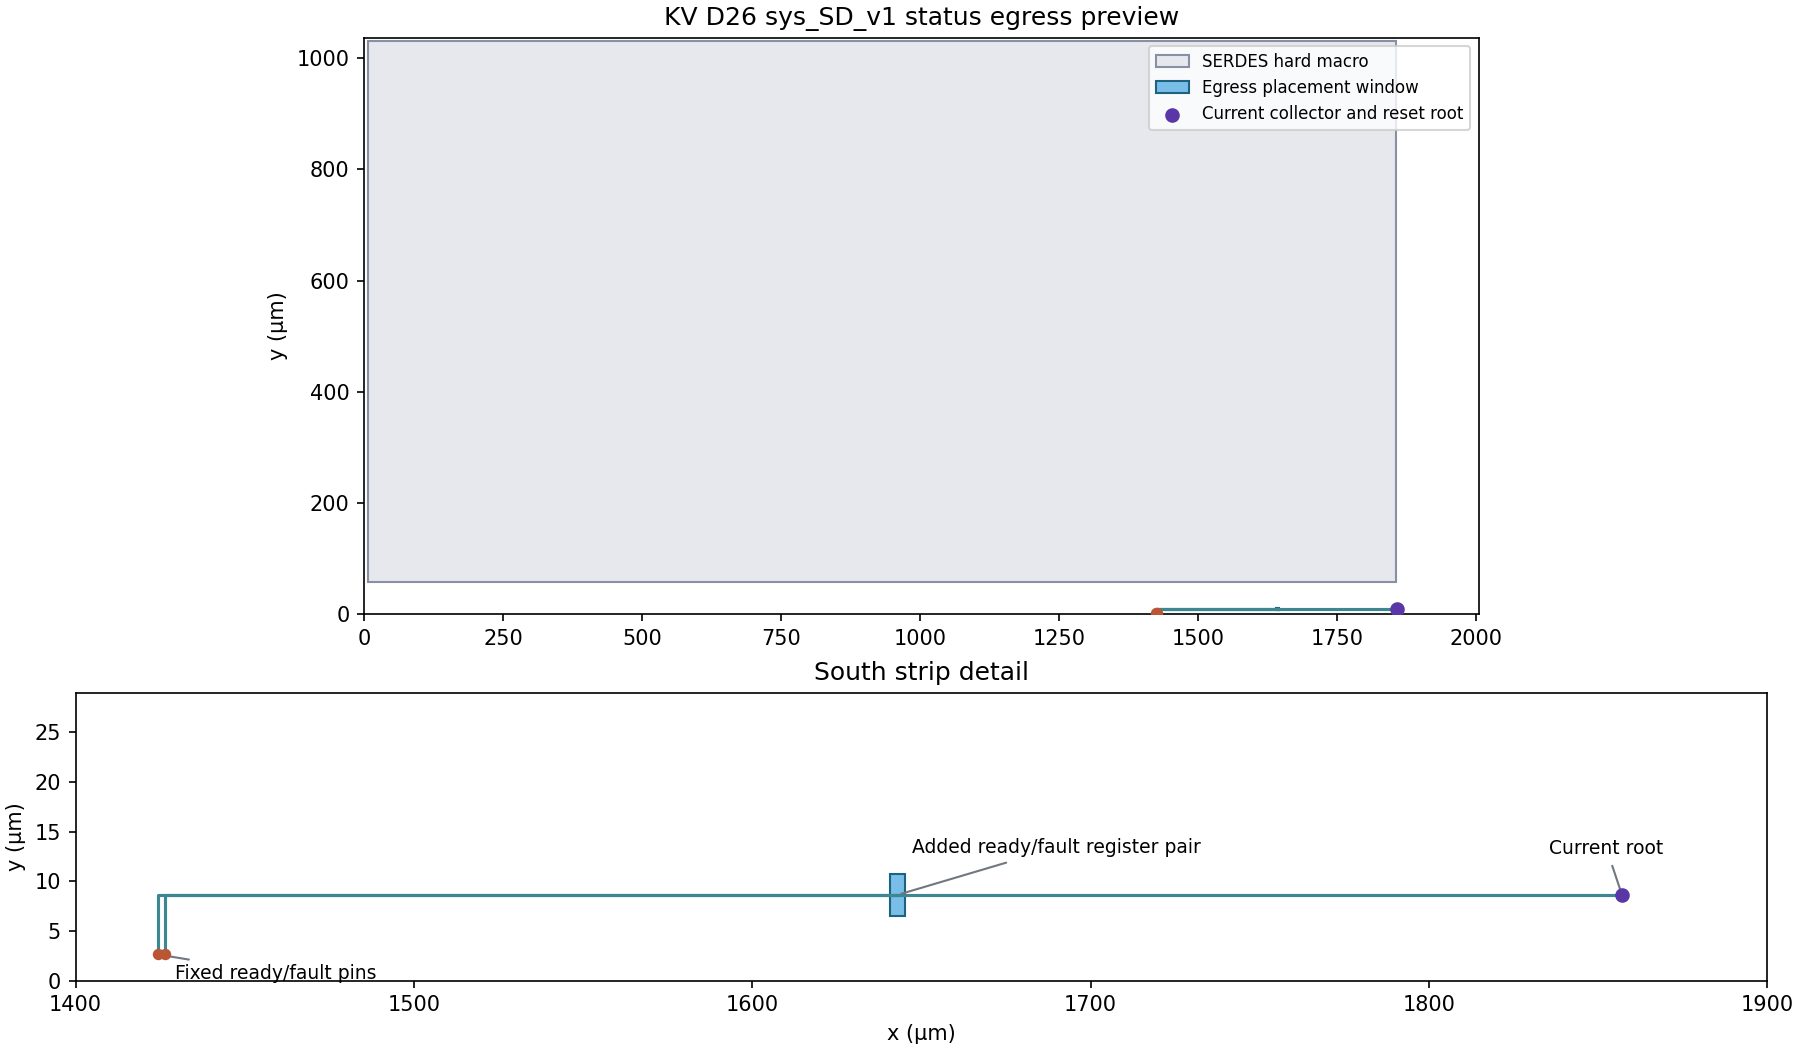 KV D26 sys_SD_v1 status egress preview
SERDES hard macro
Egress placement window
Current collector and reset root
y (µm)
1000
800
600
400
200
0
0 250 500 750 1000 1250 1500 1750 2000
South strip detail
y (µm)
25
20
15
10
5
0
Added ready/fault register pair
Current root
Fixed ready/fault pins
1400 1500 1600 1700 1800 1900
x (µm)